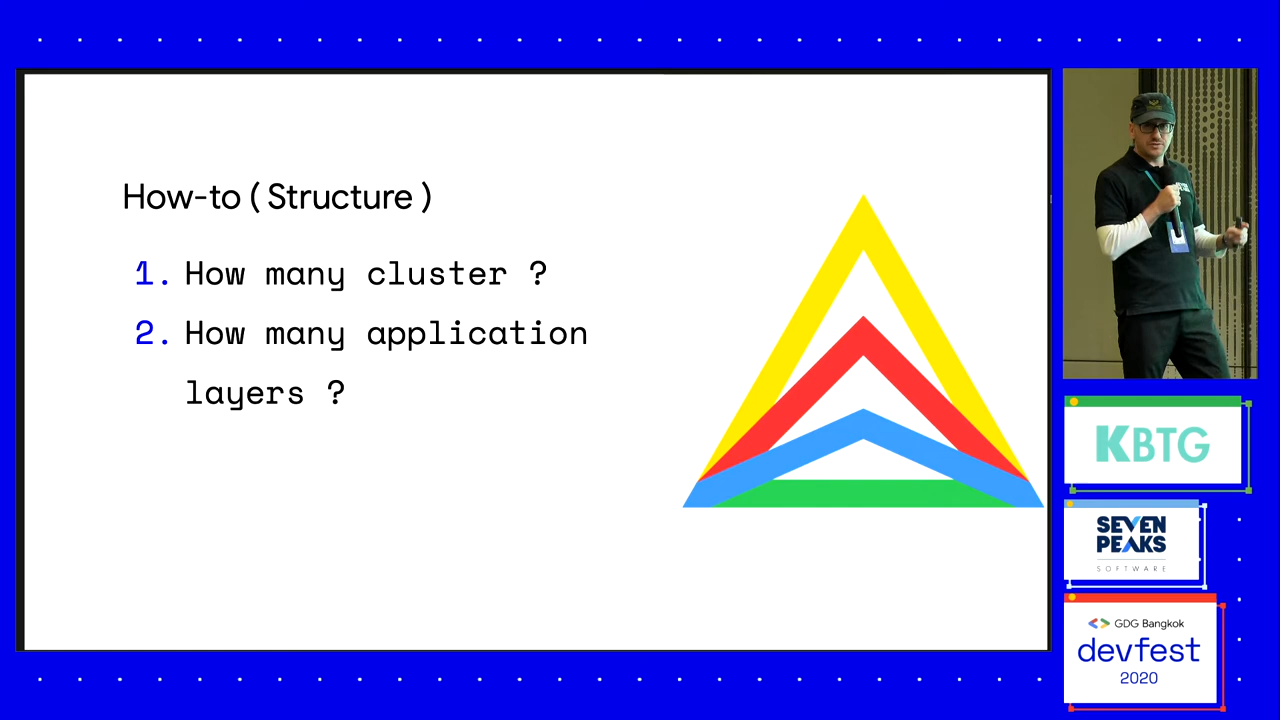 How-to ( Structure )
1. How many cluster ?
2. How many application
layers ?
KBTG
SEVEN
PEAKS
SOFTWARE
GDG Bangkok
devfest
2020